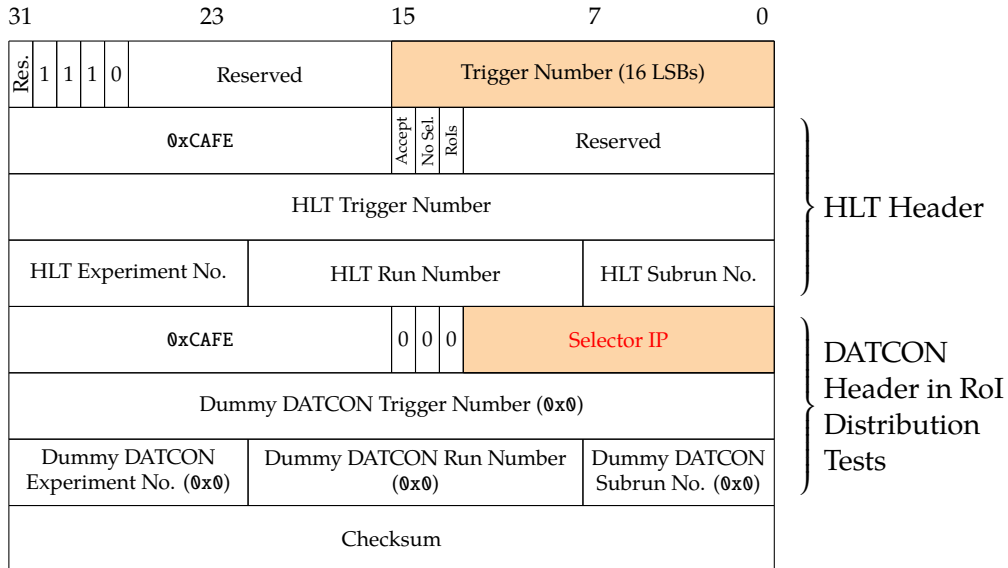 31 23 15 7 0
Res. 1 1 1 0 Reserved Trigger Number (16 LSBs)
0xCAFE Accept No Sel. RoIs Reserved
HLT Trigger Number
HLT Experiment No. HLT Run Number HLT Subrun No.
HLT Header
0xCAFE 0 0 0 Selector IP
Dummy DATCON Trigger Number (0x0)
Dummy DATCON
Experiment No. (0x0)
Dummy DATCON Run Number
(0x0)
Dummy DATCON
Subrun No. (0x0)
DATCON
Header in RoI
Distribution
Tests
Checksum